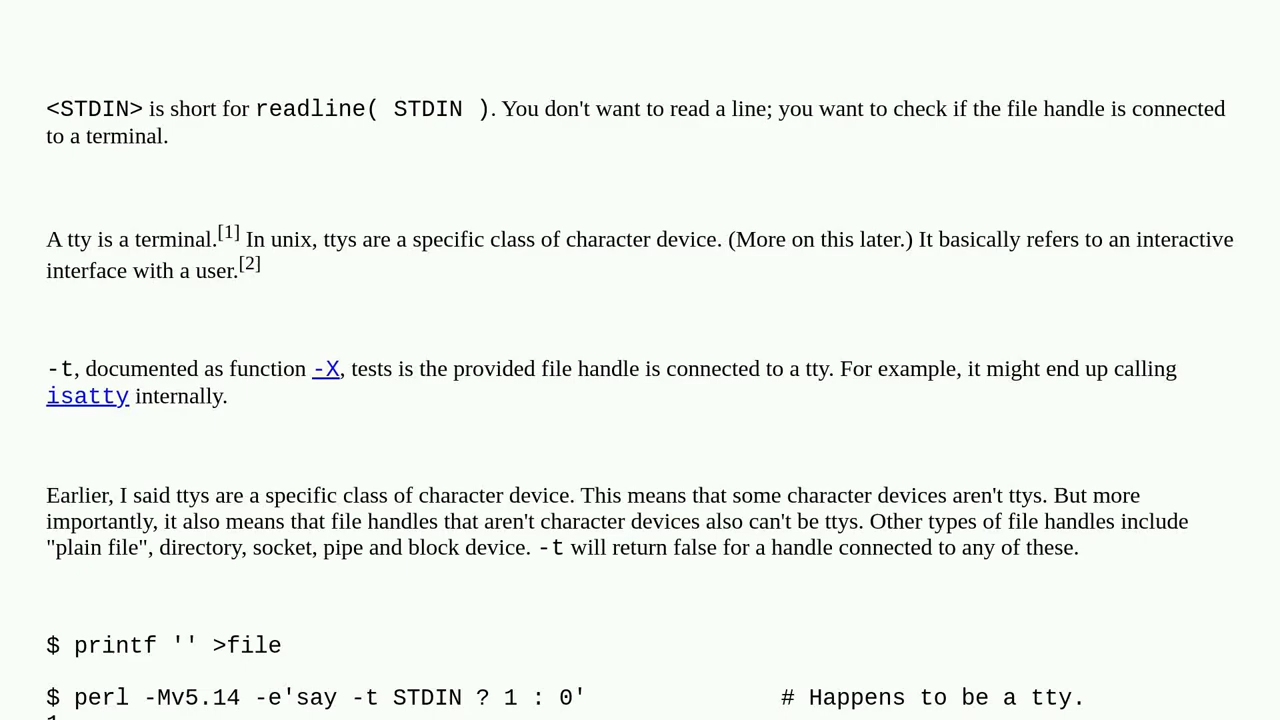 <STDIN> is short for readline( STDIN ). You don't want to read a line; you want to check if the file handle is connected
to a terminal.
A tty is a terminal.[1] In unix, ttys are a specific class of character device. (More on this later.) It basically refers to an interactive
interface with a user.[2]
-t, documented as function -X, tests is the provided file handle is connected to a tty. For example, it might end up calling
isatty internally.
Earlier, I said ttys are a specific class of character device. This means that some character devices aren't ttys. But more
importantly, it also means that file handles that aren't character devices also can't be ttys. Other types of file handles include
"plain file", directory, socket, pipe and block device. -t will return false for a handle connected to any of these.
$ printf '' >file
$ perl -Mv5.14 -e'say -t STDIN ? 1 : 0'              # Happens to be a tty.